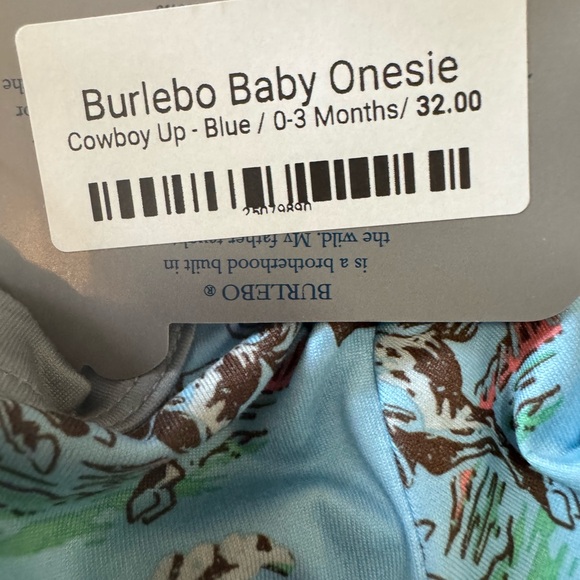 Burlebo Baby Onesie
Cowboy Up - Blue / 0-3 Months/ 32.00
BURLEBO ®
is a brotherhood built in
the wild. My father